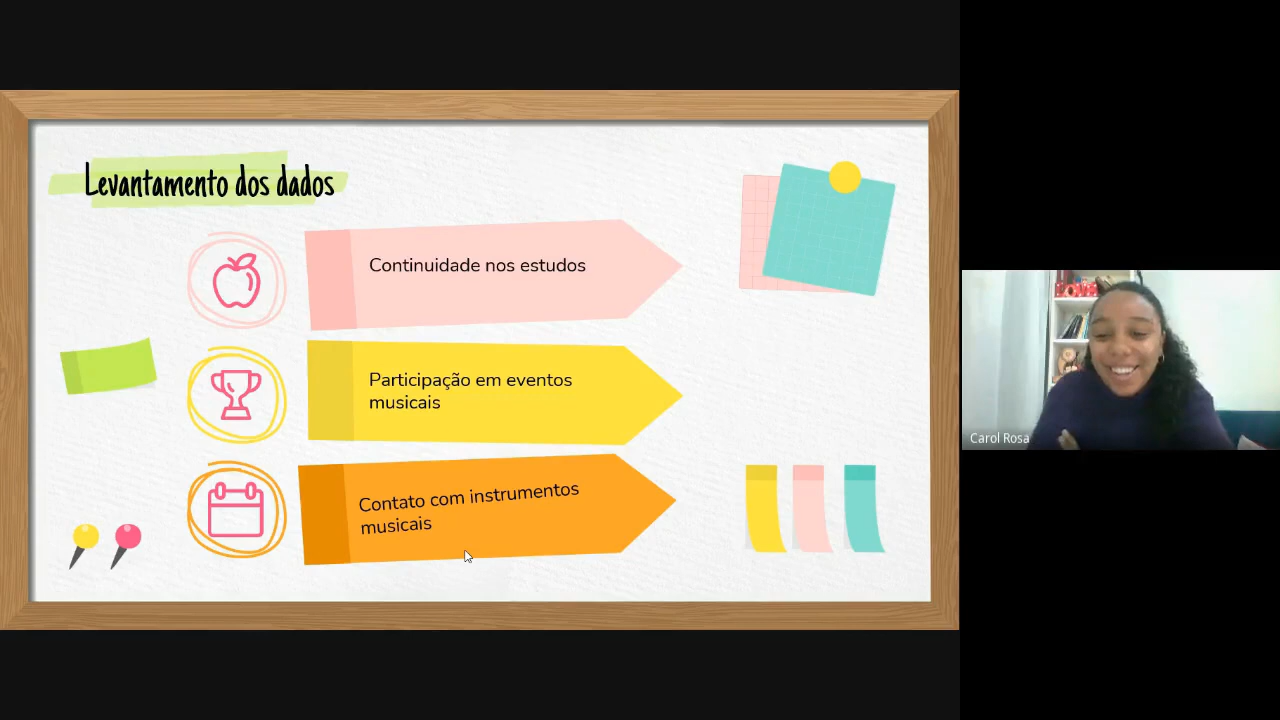 Levantamento dos dados
Continuidade nos estudos
Participação em eventos
musicais
Contato com instrumentos
musicais
Carol Rosa